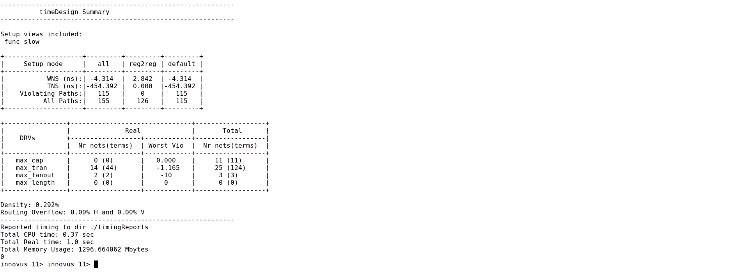 ------------------------------------------------------------
timeDesign Summary
------------------------------------------------------------
Setup views included:
func slow
+--------------------+---------+---------+---------+
|     Setup mode     |   all   | reg2reg | default |
+--------------------+---------+---------+---------+
|           WNS (ns):| -4.314  |  2.842  | -4.314  |
|           TNS (ns):|-454.392 |  0.000  |-454.392 |
|    Violating Paths:|   115   |    0    |   115   |
|          All Paths:|   155   |   126   |   115   |
+--------------------+---------+---------+---------+
+----------------+-------------------------------+------------------+
|                |              Real             |       Total      |
|    DRVs        +------------------+------------+------------------|
|                |  Nr nets(terms)  | Worst Vio  |  Nr nets(terms)  |
+----------------+------------------+------------+------------------+
|   max_cap      |      0 (0)       |   0.000    |     11 (11)      |
|   max_tran     |     14 (44)      |   -1.165   |     25 (124)     |
|   max_fanout   |      2 (2)       |    -10     |      3 (3)       |
|   max_length   |      0 (0)       |     0      |      0 (0)       |
+----------------+------------------+------------+------------------+
Density: 0.292%
Routing Overflow: 0.00% H and 0.00% V
------------------------------------------------------------
Reported timing to dir ./timingReports
Total CPU time: 0.37 sec
Total Real time: 1.0 sec
Total Memory Usage: 1296.664062 Mbytes
0
innovus 11> innovus 11>